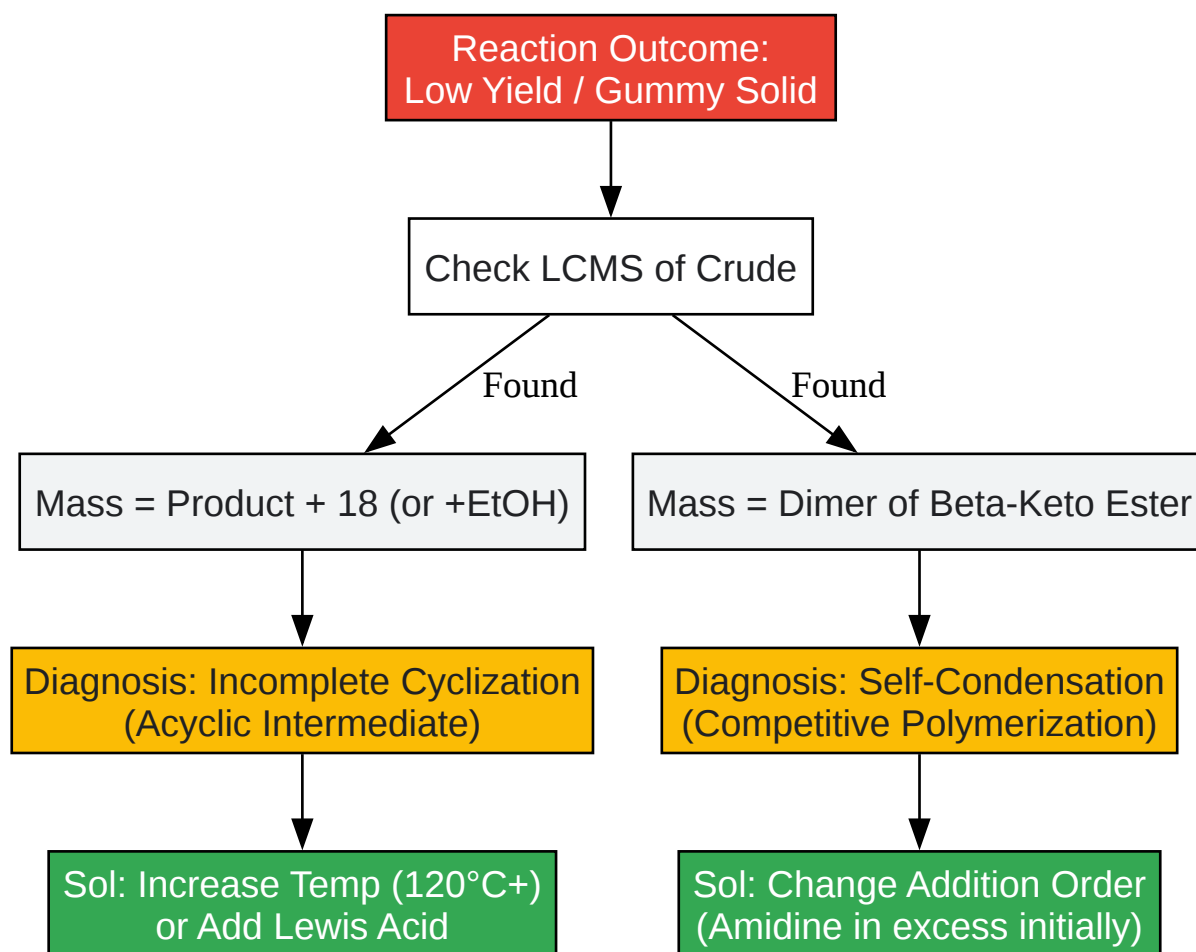 Reaction Outcome:
Low Yield / Gummy Solid
Check LCMS of Crude
Found
Found
Mass = Product + 18 (or +EtOH)
Mass = Dimer of Beta-Keto Ester
Diagnosis: Incomplete Cyclization
(Acyclic Intermediate)
Diagnosis: Self-Condensation
(Competitive Polymerization)
Sol: Increase Temp (120°C+)
or Add Lewis Acid
Sol: Change Addition Order
(Amidine in excess initially)